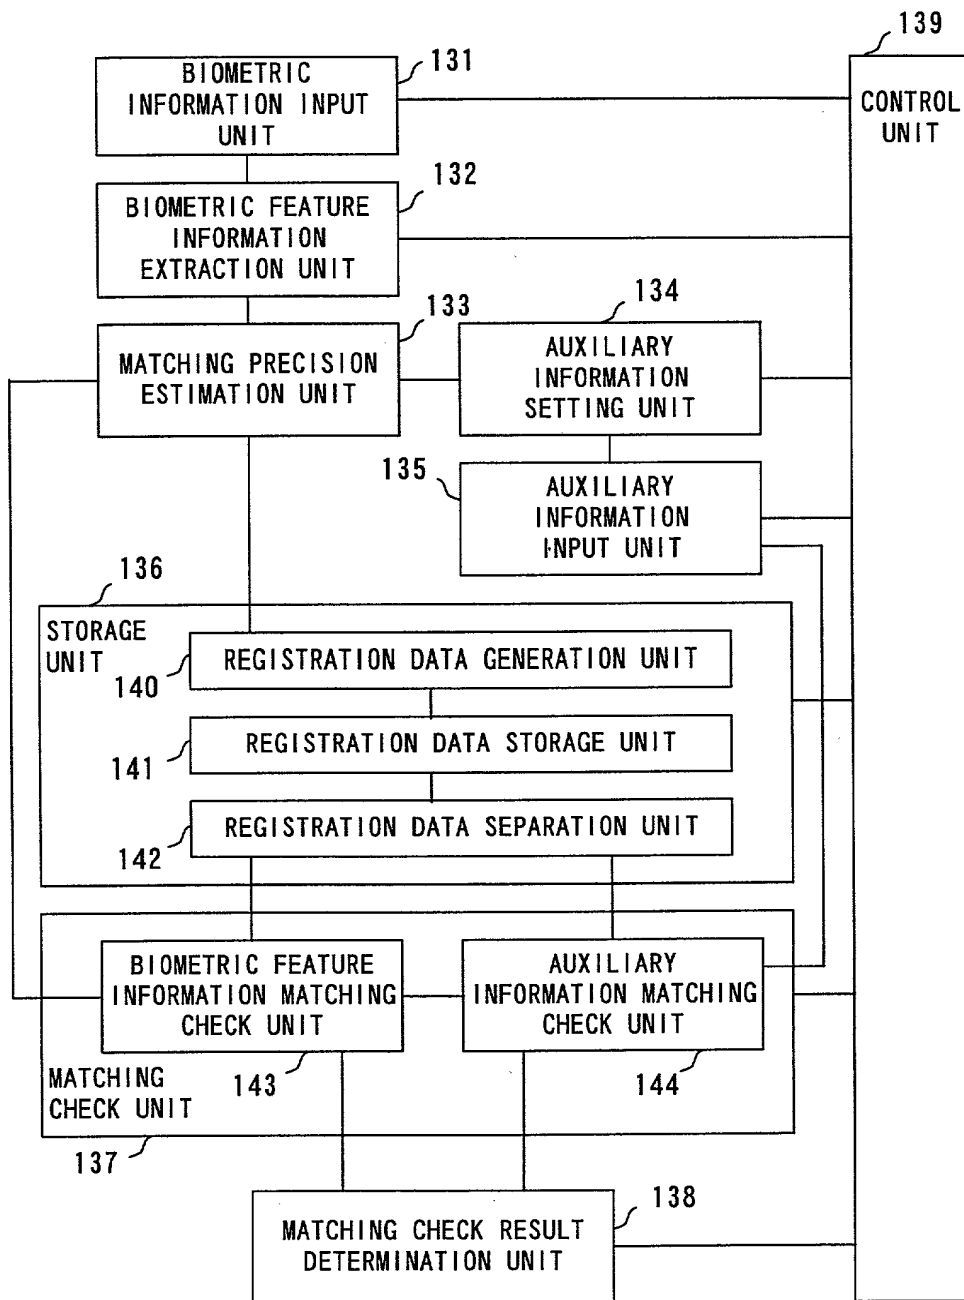 139
131
BIOMETRIC
INFORMATION INPUT
UNIT
CONTROL
UNIT
132
BIOMETRIC FEATURE
INFORMATION
EXTRACTION UNIT
133
134
MATCHING PRECISION
ESTIMATION UNIT
AUXILIARY
INFORMATION
SETTING UNIT
135
AUXILIARY
INFORMATION
INPUT UNIT
136
STORAGE
UNIT
REGISTRATION DATA GENERATION UNIT
140
REGISTRATION DATA STORAGE UNIT
141
REGISTRATION DATA SEPARATION UNIT
142
BIOMETRIC FEATURE
INFORMATION MATCHING
CHECK UNIT
AUXILIARY
INFORMATION MATCHING
CHECK UNIT
143
144
MATCHING
CHECK UNIT
137
138
MATCHING CHECK RESULT
DETERMINATION UNIT